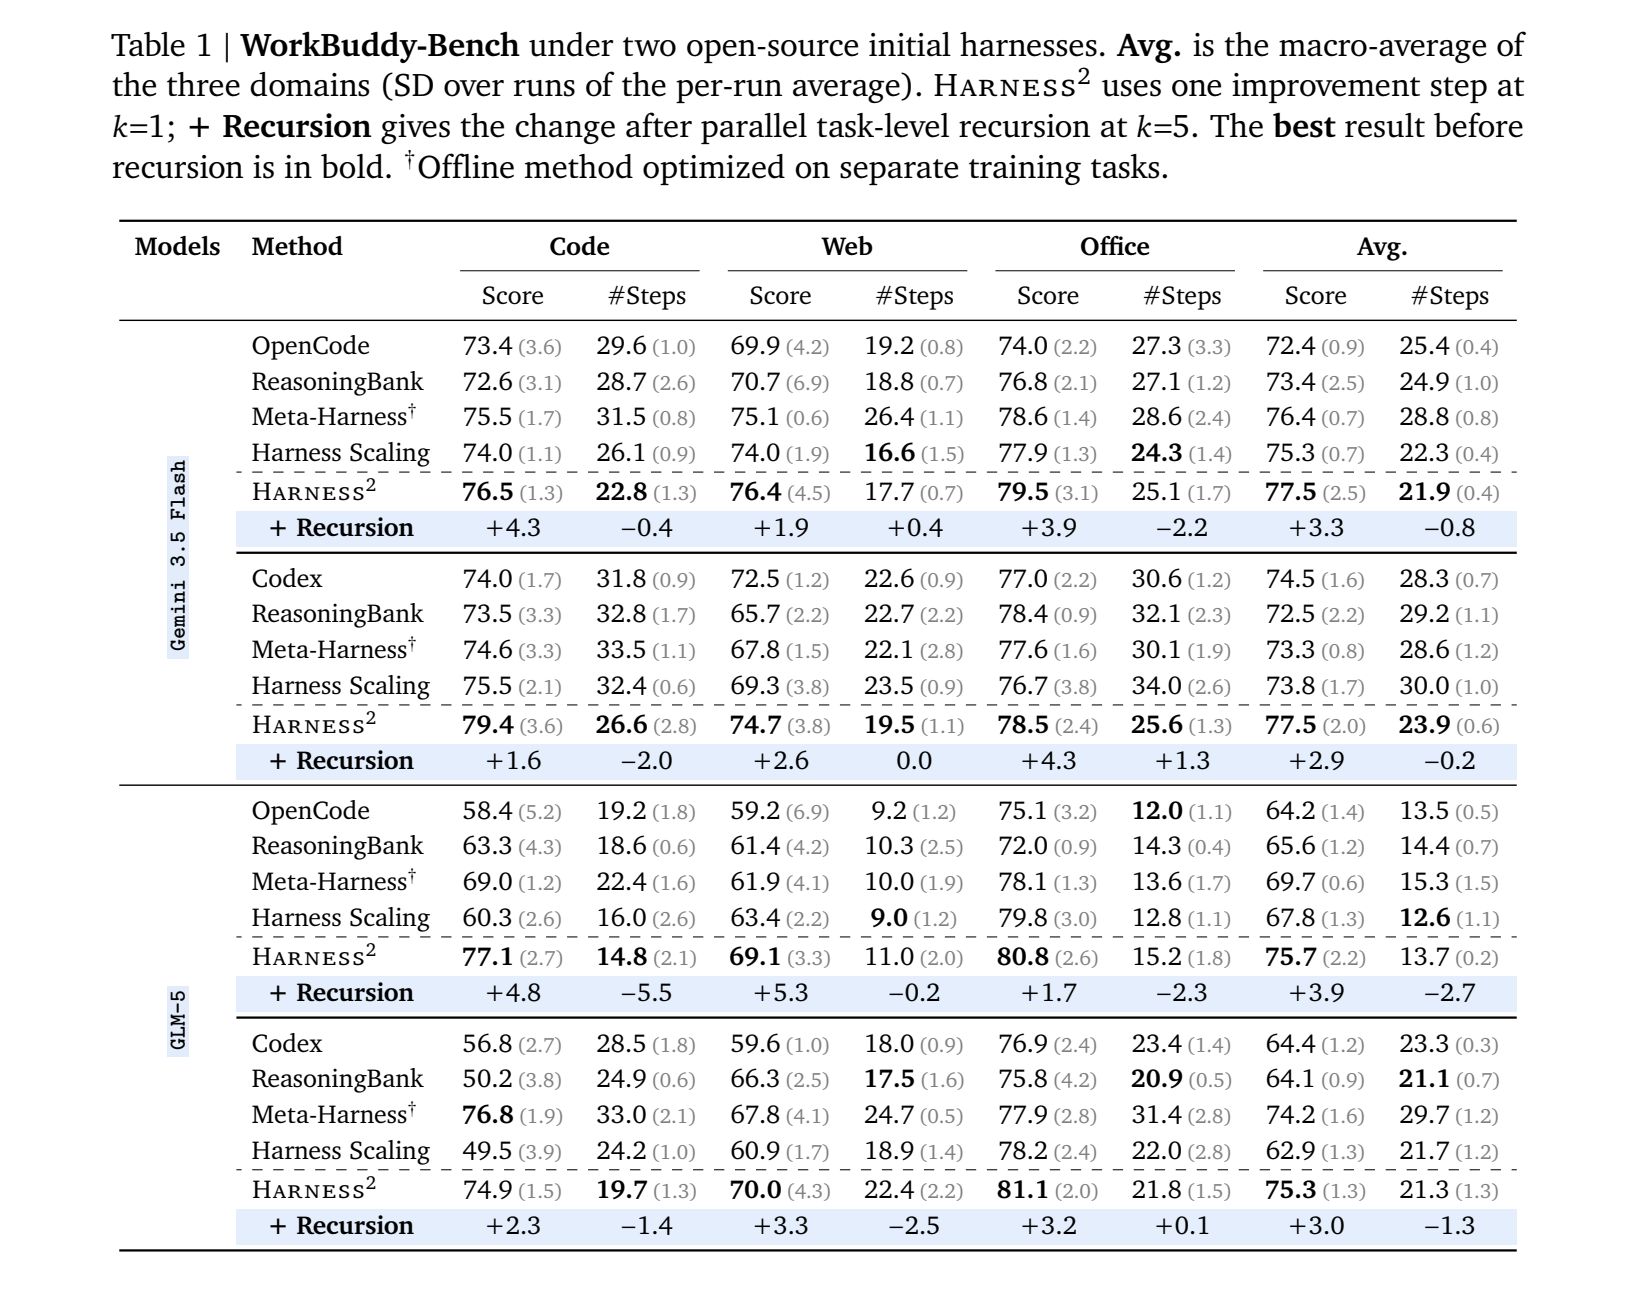 Table 1 | WorkBuddy-Bench under two open-source initial harnesses. Avg. is the macro-average of
the three domains (SD over runs of the per-run average). HARNESS² uses one improvement step at
k=1; + Recursion gives the change after parallel task-level recursion at k=5. The best result before
recursion is in bold. †Offline method optimized on separate training tasks.
Models Method Code Web Office Avg.
Score #Steps Score #Steps Score #Steps Score #Steps
Gemini 3.5 Flash
OpenCode 73.4 (3.6) 29.6 (1.0) 69.9 (4.2) 19.2 (0.8) 74.0 (2.2) 27.3 (3.3) 72.4 (0.9) 25.4 (0.4)
ReasoningBank 72.6 (3.1) 28.7 (2.6) 70.7 (6.9) 18.8 (0.7) 76.8 (2.1) 27.1 (1.2) 73.4 (2.5) 24.9 (1.0)
Meta-Harness† 75.5 (1.7) 31.5 (0.8) 75.1 (0.6) 26.4 (1.1) 78.6 (1.4) 28.6 (2.4) 76.4 (0.7) 28.8 (0.8)
Harness Scaling 74.0 (1.1) 26.1 (0.9) 74.0 (1.9) 16.6 (1.5) 77.9 (1.3) 24.3 (1.4) 75.3 (0.7) 22.3 (0.4)
HARNESS² 76.5 (1.3) 22.8 (1.3) 76.4 (4.5) 17.7 (0.7) 79.5 (3.1) 25.1 (1.7) 77.5 (2.5) 21.9 (0.4)
+ Recursion +4.3 −0.4 +1.9 +0.4 +3.9 −2.2 +3.3 −0.8
Codex 74.0 (1.7) 31.8 (0.9) 72.5 (1.2) 22.6 (0.9) 77.0 (2.2) 30.6 (1.2) 74.5 (1.6) 28.3 (0.7)
ReasoningBank 73.5 (3.3) 32.8 (1.7) 65.7 (2.2) 22.7 (2.2) 78.4 (0.9) 32.1 (2.3) 72.5 (2.2) 29.2 (1.1)
Meta-Harness† 74.6 (3.3) 33.5 (1.1) 67.8 (1.5) 22.1 (2.8) 77.6 (1.6) 30.1 (1.9) 73.3 (0.8) 28.6 (1.2)
Harness Scaling 75.5 (2.1) 32.4 (0.6) 69.3 (3.8) 23.5 (0.9) 76.7 (3.8) 34.0 (2.6) 73.8 (1.7) 30.0 (1.0)
HARNESS² 79.4 (3.6) 26.6 (2.8) 74.7 (3.8) 19.5 (1.1) 78.5 (2.4) 25.6 (1.3) 77.5 (2.0) 23.9 (0.6)
+ Recursion +1.6 −2.0 +2.6 0.0 +4.3 +1.3 +2.9 −0.2
GLM-5
OpenCode 58.4 (5.2) 19.2 (1.8) 59.2 (6.9) 9.2 (1.2) 75.1 (3.2) 12.0 (1.1) 64.2 (1.4) 13.5 (0.5)
ReasoningBank 63.3 (4.3) 18.6 (0.6) 61.4 (4.2) 10.3 (2.5) 72.0 (0.9) 14.3 (0.4) 65.6 (1.2) 14.4 (0.7)
Meta-Harness† 69.0 (1.2) 22.4 (1.6) 61.9 (4.1) 10.0 (1.9) 78.1 (1.3) 13.6 (1.7) 69.7 (0.6) 15.3 (1.5)
Harness Scaling 60.3 (2.6) 16.0 (2.6) 63.4 (2.2) 9.0 (1.2) 79.8 (3.0) 12.8 (1.1) 67.8 (1.3) 12.6 (1.1)
HARNESS² 77.1 (2.7) 14.8 (2.1) 69.1 (3.3) 11.0 (2.0) 80.8 (2.6) 15.2 (1.8) 75.7 (2.2) 13.7 (0.2)
+ Recursion +4.8 −5.5 +5.3 −0.2 +1.7 −2.3 +3.9 −2.7
Codex 56.8 (2.7) 28.5 (1.8) 59.6 (1.0) 18.0 (0.9) 76.9 (2.4) 23.4 (1.4) 64.4 (1.2) 23.3 (0.3)
ReasoningBank 50.2 (3.8) 24.9 (0.6) 66.3 (2.5) 17.5 (1.6) 75.8 (4.2) 20.9 (0.5) 64.1 (0.9) 21.1 (0.7)
Meta-Harness† 76.8 (1.9) 33.0 (2.1) 67.8 (4.1) 24.7 (0.5) 77.9 (2.8) 31.4 (2.8) 74.2 (1.6) 29.7 (1.2)
Harness Scaling 49.5 (3.9) 24.2 (1.0) 60.9 (1.7) 18.9 (1.4) 78.2 (2.4) 22.0 (2.8) 62.9 (1.3) 21.7 (1.2)
HARNESS² 74.9 (1.5) 19.7 (1.3) 70.0 (4.3) 22.4 (2.2) 81.1 (2.0) 21.8 (1.5) 75.3 (1.3) 21.3 (1.3)
+ Recursion +2.3 −1.4 +3.3 −2.5 +3.2 +0.1 +3.0 −1.3